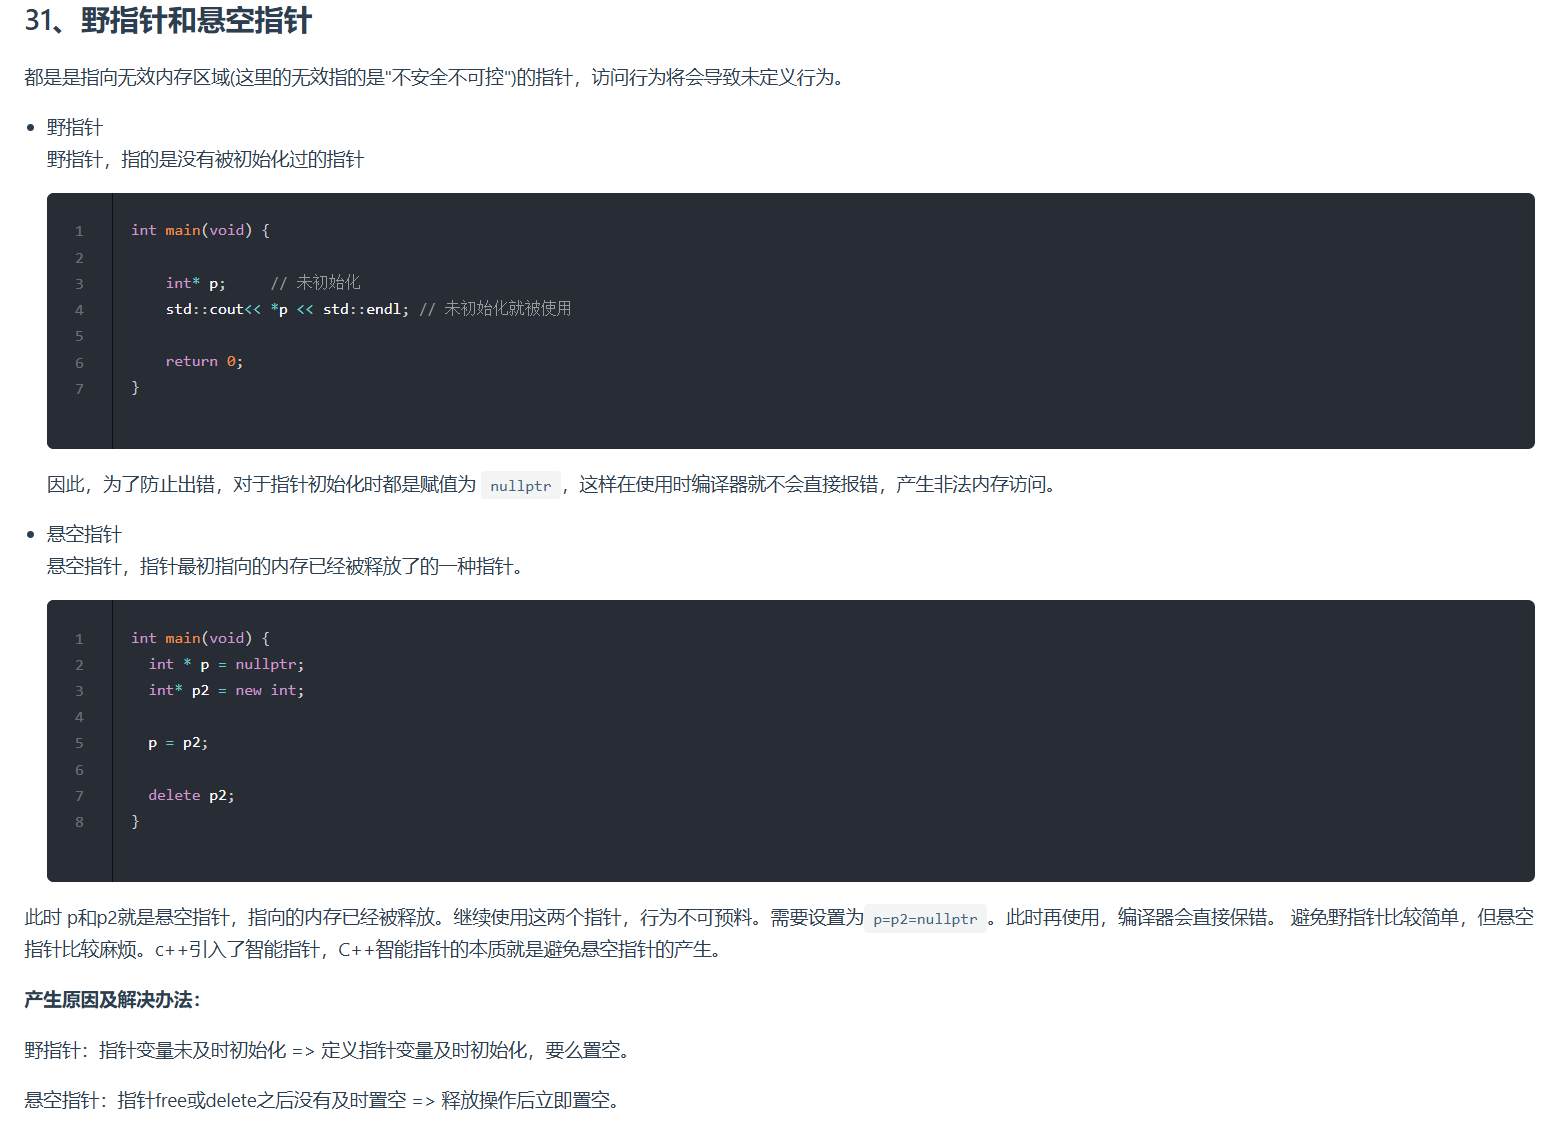 31、野指针和悬空指针
都是是指向无效内存区域(这里的无效指的是"不安全不可控")的指针，访问行为将会导致未定义行为。
• 野指针
野指针，指的是没有被初始化过的指针
1 int main(void) {
2
3     int* p;     // 未初始化
4     std::cout<< *p << std::endl; // 未初始化就被使用
5
6     return 0;
7 }
因此，为了防止出错，对于指针初始化时都是赋值为 nullptr，这样在使用时编译器就不会直接报错，产生非法内存访问。
• 悬空指针
悬空指针，指针最初指向的内存已经被释放了的一种指针。
1 int main(void) {
2   int * p = nullptr;
3   int* p2 = new int;
4
5   p = p2;
6
7   delete p2;
8 }
此时 p和p2就是悬空指针，指向的内存已经被释放。继续使用这两个指针，行为不可预料。需要设置为 p=p2=nullptr。此时再使用，编译器会直接保错。 避免野指针比较简单，但悬空
指针比较麻烦。c++引入了智能指针，C++智能指针的本质就是避免悬空指针的产生。
产生原因及解决办法：
野指针：指针变量未及时初始化 => 定义指针变量及时初始化，要么置空。
悬空指针：指针free或delete之后没有及时置空 => 释放操作后立即置空。